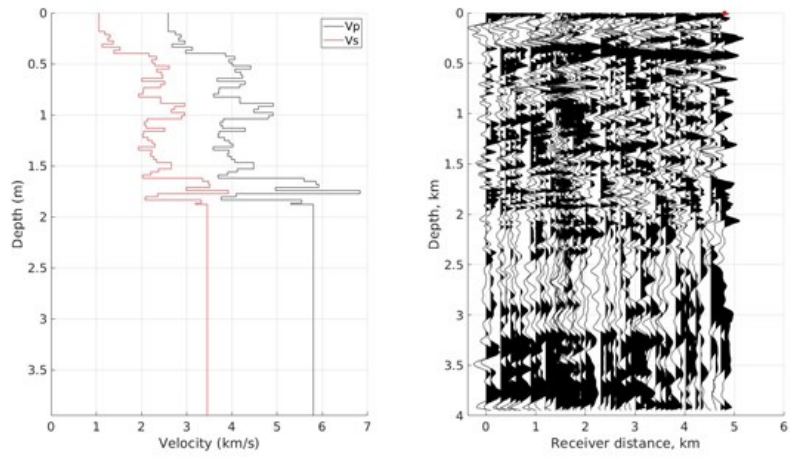 0
0.5
1
1.5
2
2.5
3
3.5
Depth (m)
0 1 2 3 4 5 6 7
Velocity (km/s)
Vp
Vs
0
0.5
1
1.5
2
2.5
3
3.5
4
Depth, km
0 1 2 3 4 5 6
Receiver distance, km